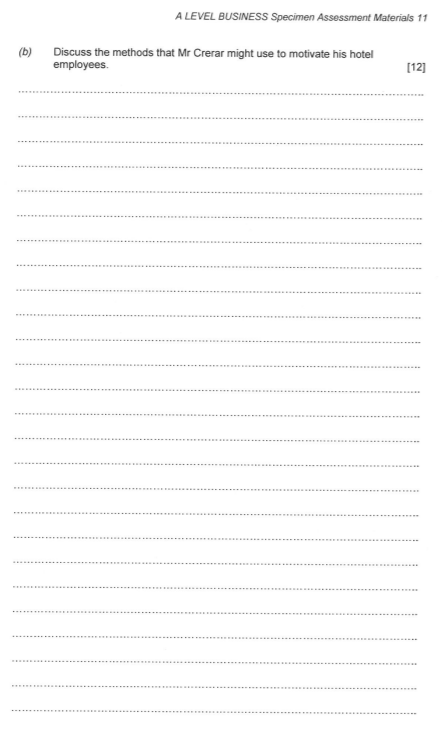 A LEVEL BUSINESS Specimen Assessment Materials 11
(b) Discuss the methods that Mr Crerar might use to motivate his hotel
employees. [12]